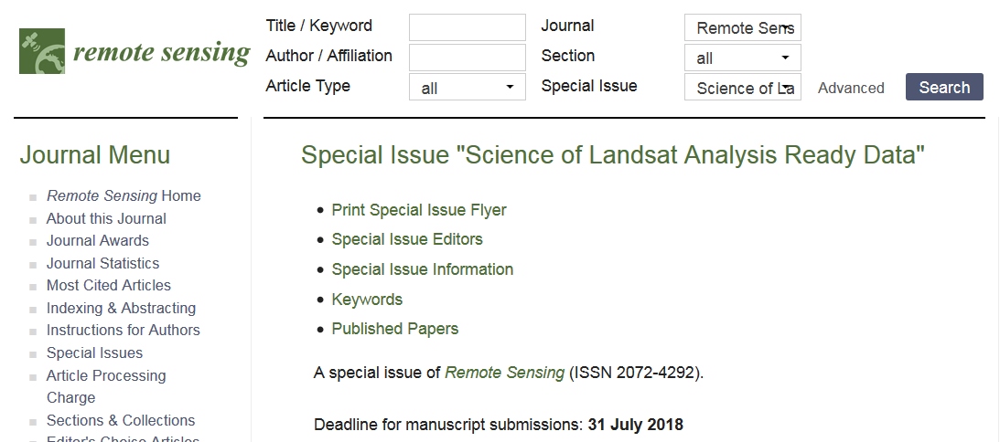 remote sensing
Title / Keyword
Journal
Remote Sens
Author / Affiliation
Section
all
Article Type
all
Special Issue
Science of La
Advanced
Search
Journal Menu
Remote Sensing Home
About this Journal
Journal Awards
Journal Statistics
Most Cited Articles
Indexing & Abstracting
Instructions for Authors
Special Issues
Article Processing
Charge
Sections & Collections
Editor's Choice Articles
Special Issue "Science of Landsat Analysis Ready Data"
Print Special Issue Flyer
Special Issue Editors
Special Issue Information
Keywords
Published Papers
A special issue of Remote Sensing (ISSN 2072-4292).
Deadline for manuscript submissions: 31 July 2018